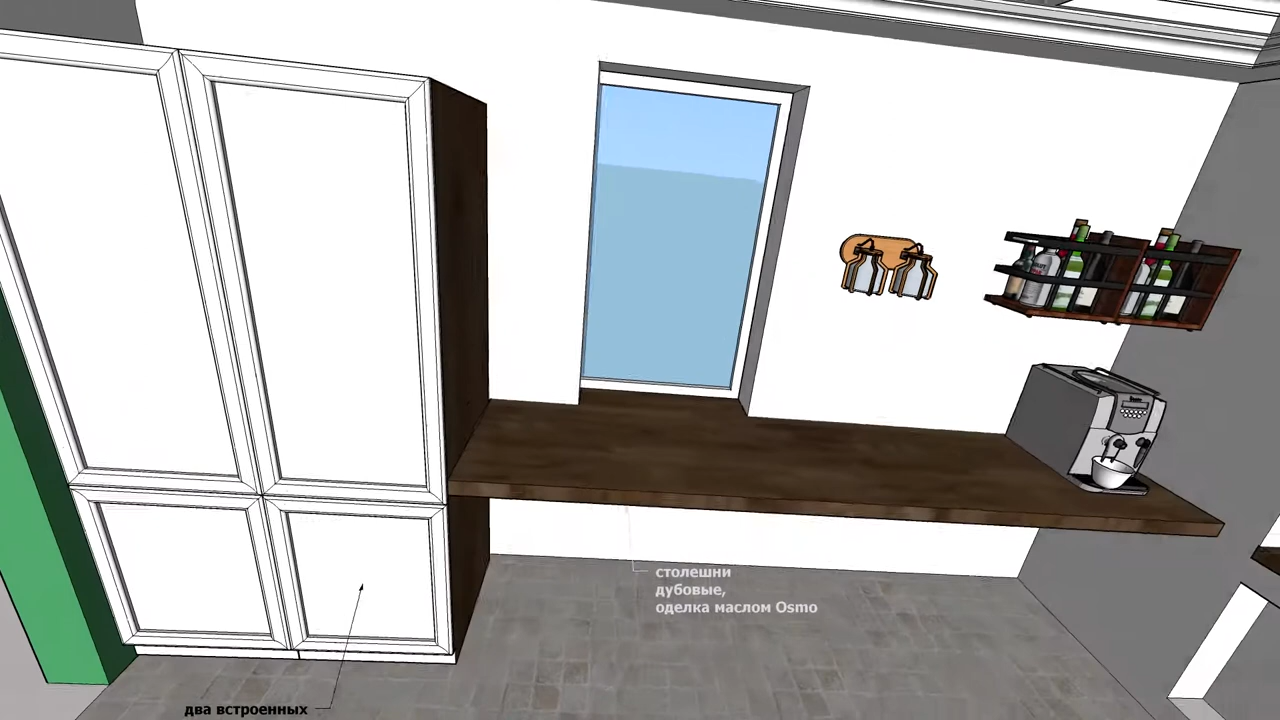 столешни
дубовые,
оделка маслом Osmo
два встроенных